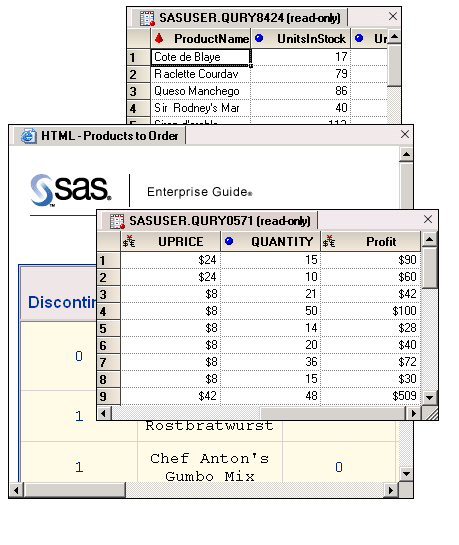 SASUSER.QURY8424 (read-only)
ProductName UnitsInStock
1 Cote de Blaye 17
2 Raclette Courdav 79
3 Queso Manchego 86
4 Sir Rodney's Mar 40
HTML - Products to Order
sas. Enterprise Guide®
SASUSER.QURY0571 (read-only)
UPRICE QUANTITY Profit
1 $24 15 $90
2 $24 10 $60
3 $8 21 $42
4 $8 50 $100
5 $8 14 $28
6 $8 20 $40
7 $8 36 $72
8 $8 15 $30
9 $42 48 $509
Discontin
0
1 Rostbratwurst
1 Chef Anton's 0
Gumbo Mix